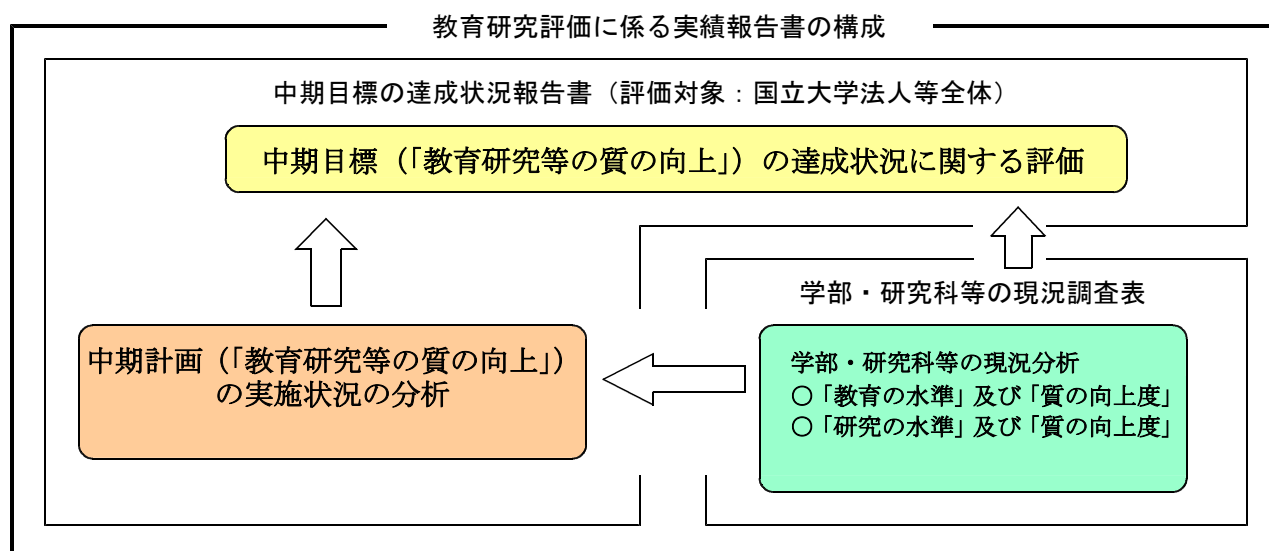 教育研究評価に係る実績報告書の構成
中期目標の達成状況報告書（評価対象：国立大学法人等全体）
中期目標（「教育研究等の質の向上」）の達成状況に関する評価
学部・研究科等の現況調査表
中期計画（「教育研究等の質の向上」）
の実施状況の分析
学部・研究科等の現況分析
○「教育の水準」及び「質の向上度」
○「研究の水準」及び「質の向上度」